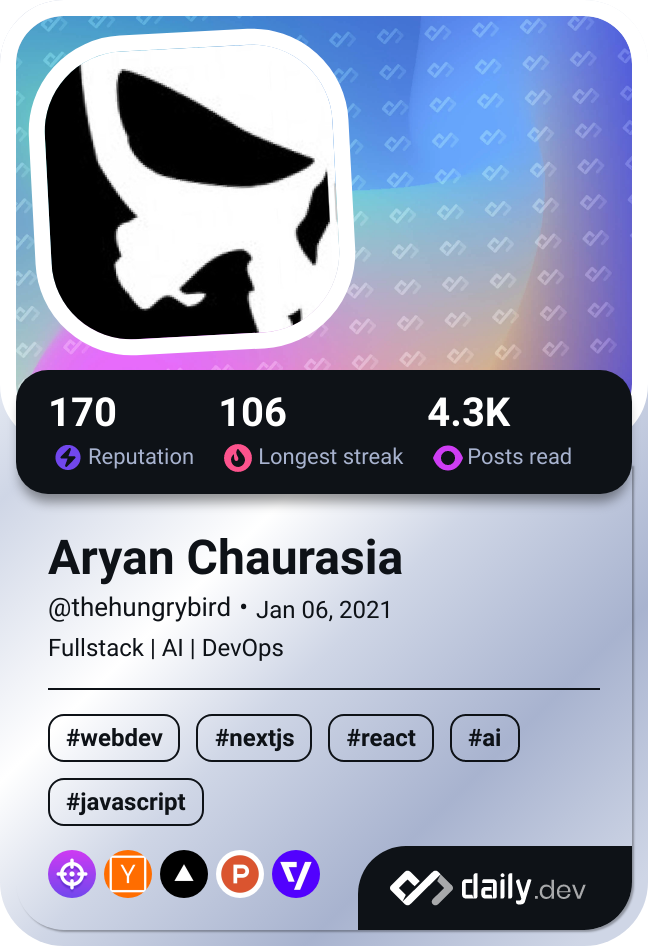 170 106 4.3K
Reputation Longest streak Posts read
Aryan Chaurasia
@thehungrybird • Jan 06, 2021
Fullstack | AI | DevOps
#webdev #nextjs #react #ai
#javascript
Y P
daily.dev